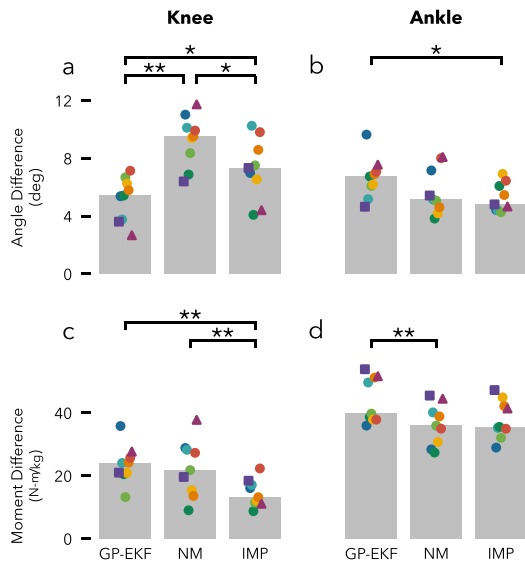 Knee Ankle
a * b *
** *
12
8
4
0
Angle Difference
(deg)
c ** d
** **
40
20
0
Moment Difference
(N-m/kg)
GP-EKF NM IMP GP-EKF NM IMP